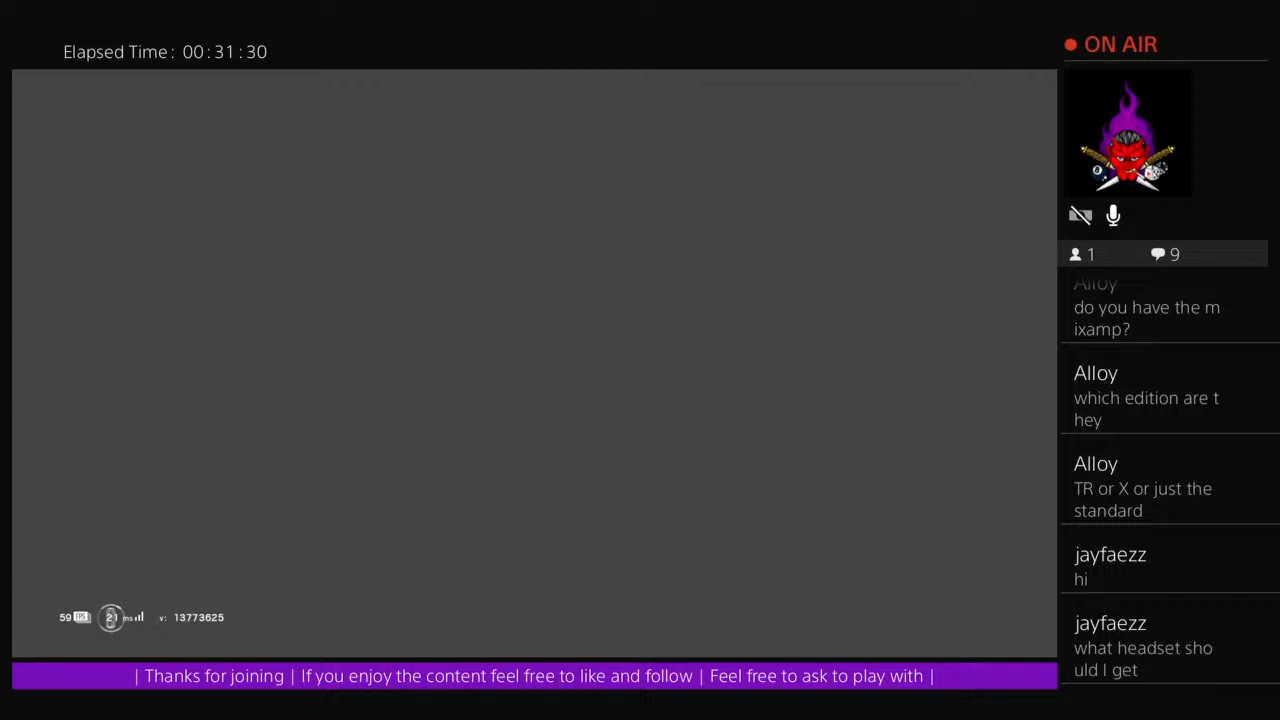 Elapsed Time: 00:31:30
ON AIR
1 9
Alloy
do you have the m
ixamp?
Alloy
which edition are t
hey
Alloy
TR or X or just the
standard
jayfaezz
hi
jayfaezz
what headset sho
uld I get
59 FPS 21 ms v: 13773625
| Thanks for joining | If you enjoy the content feel free to like and follow | Feel free to ask to play with |